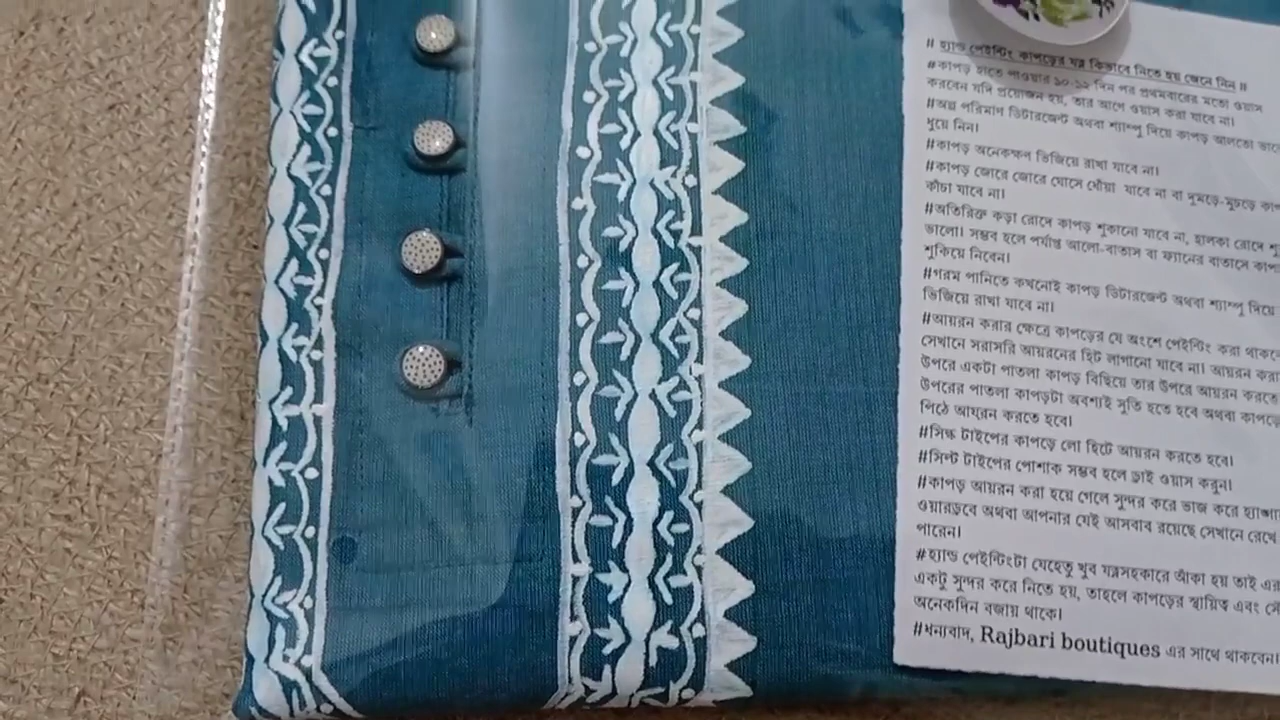 # হ্যান্ড পেইন্টিং কাপড়ের যত্ন কিভাবে নিতে হয় জেনে নিন #
#কাপড় হাতে পাওয়ার ১০-১২ দিন পর প্রথমবারের মতো ওয়াস
করবেন যদি প্রয়োজন হয়, তার আগে ওয়াস করা যাবে না।
#অল্প পরিমাণ ডিটারজেন্ট অথবা শ্যাম্পু দিয়ে কাপড় আলতো
ধুয়ে নিন।
#কাপড় অনেকক্ষন ভিজিয়ে রাখা যাবে না।
#কাপড় জোরে জোরে ঘোসে ধোঁয়া যাবে না বা দুমড়ে-মুচড়ে
কাঁচা যাবে না।
#অতিরিক্ত কড়া রোদে কাপড় শুকানো যাবে না, হালকা রোদে
ভালো। সম্ভব হলে পর্যাপ্ত আলো-বাতাস বা ফ্যানের বাতাসে
শুকিয়ে নিবেন।
#গরম পানিতে কখনোই কাপড় ডিটারজেন্ট অথবা শ্যাম্পু দিয়ে
ভিজিয়ে রাখা যাবে না।
#আয়রন করার ক্ষেত্রে কাপড়ের যে অংশে পেইন্টিং করা
সেখানে সরাসরি আয়রনের হিট লাগানো যাবে না। আয়রন
উপরে একটা পাতলা কাপড় বিছিয়ে তার উপরে আয়রন করতে
উপরের পাতলা কাপড়টা অবশ্যই সুতি হতে হবে অথবা
পিঠে আয়রন করতে হবে।
#সিল্ক টাইপের কাপড়ে লো হিটে আয়রন করতে হবে।
#সিল্ট টাইপের পোশাক সম্ভব হলে ড্রাই ওয়াস করুন।
#কাপড় আয়রন করা হয়ে গেলে সুন্দর করে ভাজ করে
ওয়ারড্রবে অথবা আপনার যেই আসবাব রয়েছে সেখানে রেখে
পারেন।
#হ্যান্ড পেইন্টিংটা যেহেতু খুব যত্নসহকারে আঁকা হয় তাই
একটু সুন্দর করে নিতে হয়, তাহলে কাপড়ের স্থায়িত্ব এবং
অনেকদিন বজায় থাকে।
#ধন্যবাদ, Rajbari boutiques এর সাথে থাকবেন।